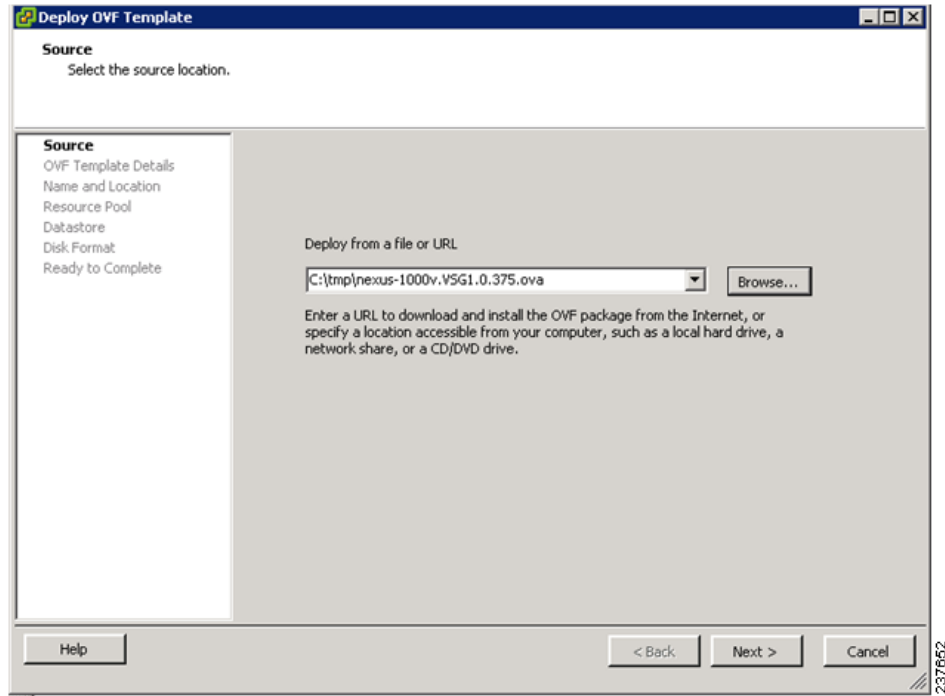 Deploy OVF Template
Source
Select the source location.
Source
OVF Template Details
Name and Location
Resource Pool
Datastore
Disk Format
Ready to Complete
Deploy from a file or URL
C:\tmp\nexus-1000v.VSG1.0.375.ova
Browse...
Enter a URL to download and install the OVF package from the Internet, or
specify a location accessible from your computer, such as a local hard drive, a
network share, or a CD/DVD drive.
Help
< Back
Next >
Cancel
237652